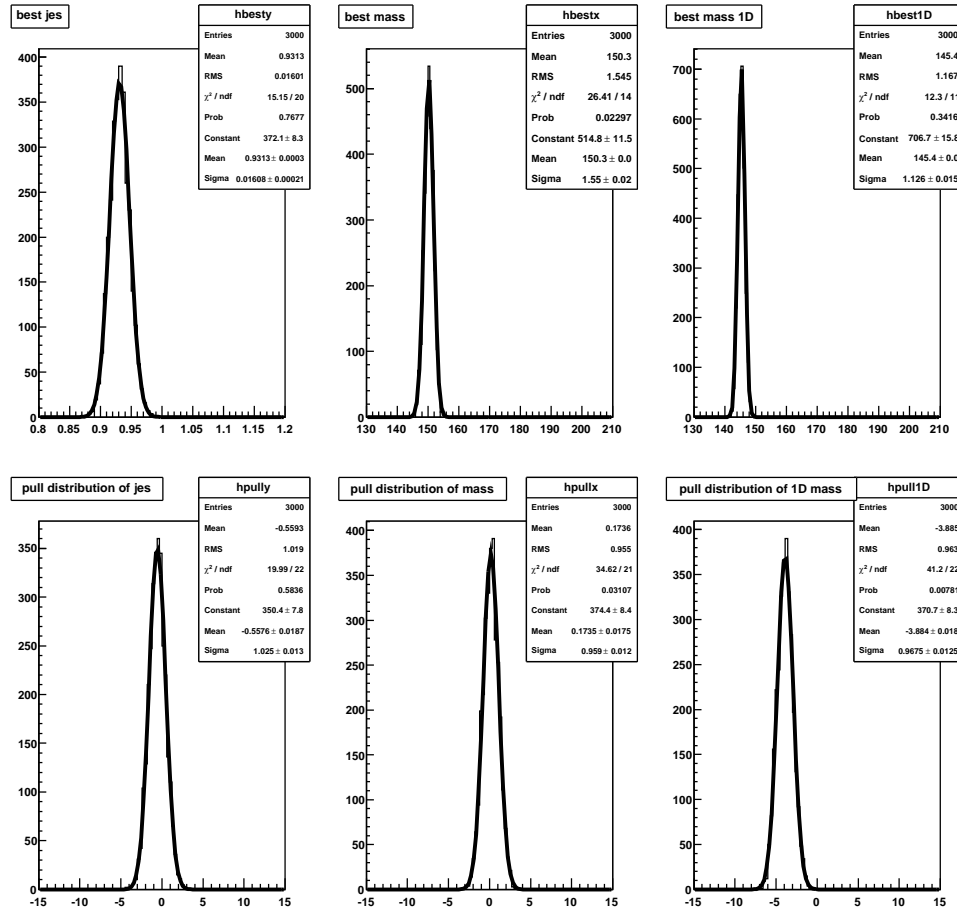 best jes
hbesty
Entries 3000
Mean 0.9313
RMS 0.01601
χ² / ndf 15.15 / 20
Prob 0.7677
Constant 372.1 ± 8.3
Mean 0.9313 ± 0.0003
Sigma 0.01608 ± 0.00021
400
350
300
250
200
150
100
50
0
0.8 0.85 0.9 0.95 1 1.05 1.1 1.15 1.2
best mass
hbestx
Entries 3000
Mean 150.3
RMS 1.545
χ² / ndf 26.41 / 14
Prob 0.02297
Constant 514.8 ± 11.5
Mean 150.3 ± 0.0
Sigma 1.55 ± 0.02
500
400
300
200
100
0
130 140 150 160 170 180 190 200 210
best mass 1D
hbest1D
Entries 3000
Mean 145.4
RMS 1.167
χ² / ndf 12.3 / 11
Prob 0.3416
Constant 706.7 ± 15.8
Mean 145.4 ± 0.0
Sigma 1.126 ± 0.015
700
600
500
400
300
200
100
0
130 140 150 160 170 180 190 200 210
pull distribution of jes
hpully
Entries 3000
Mean -0.5593
RMS 1.019
χ² / ndf 19.99 / 22
Prob 0.5836
Constant 350.4 ± 7.8
Mean -0.5576 ± 0.0187
Sigma 1.025 ± 0.013
350
300
250
200
150
100
50
0
-15 -10 -5 0 5 10 15
pull distribution of mass
hpullx
Entries 3000
Mean 0.1736
RMS 0.955
χ² / ndf 34.62 / 21
Prob 0.03107
Constant 374.4 ± 8.4
Mean 0.1735 ± 0.0175
Sigma 0.959 ± 0.012
400
350
300
250
200
150
100
50
0
-15 -10 -5 0 5 10 15
pull distribution of 1D mass
hpull1D
Entries 3000
Mean -3.885
RMS 0.963
χ² / ndf 41.2 / 22
Prob 0.00781
Constant 370.7 ± 8.3
Mean -3.884 ± 0.018
Sigma 0.9675 ± 0.0125
400
350
300
250
200
150
100
50
0
-15 -10 -5 0 5 10 15